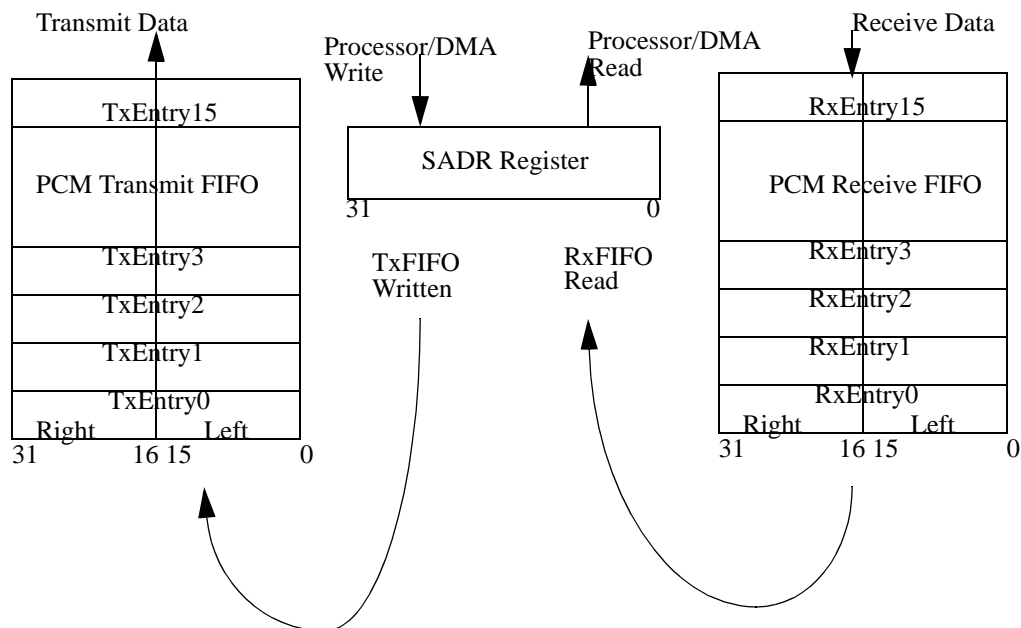 Transmit Data
TxEntry15
PCM Transmit FIFO
TxEntry3
TxEntry2
TxEntry1
TxEntry0
Right Left
31 16 15 0
Processor/DMA
Write
Processor/DMA
Read
SADR Register
31 0
TxFIFO
Written
RxFIFO
Read
Receive Data
RxEntry15
PCM Receive FIFO
RxEntry3
RxEntry2
RxEntry1
RxEntry0
Right Left
31 16 15 0